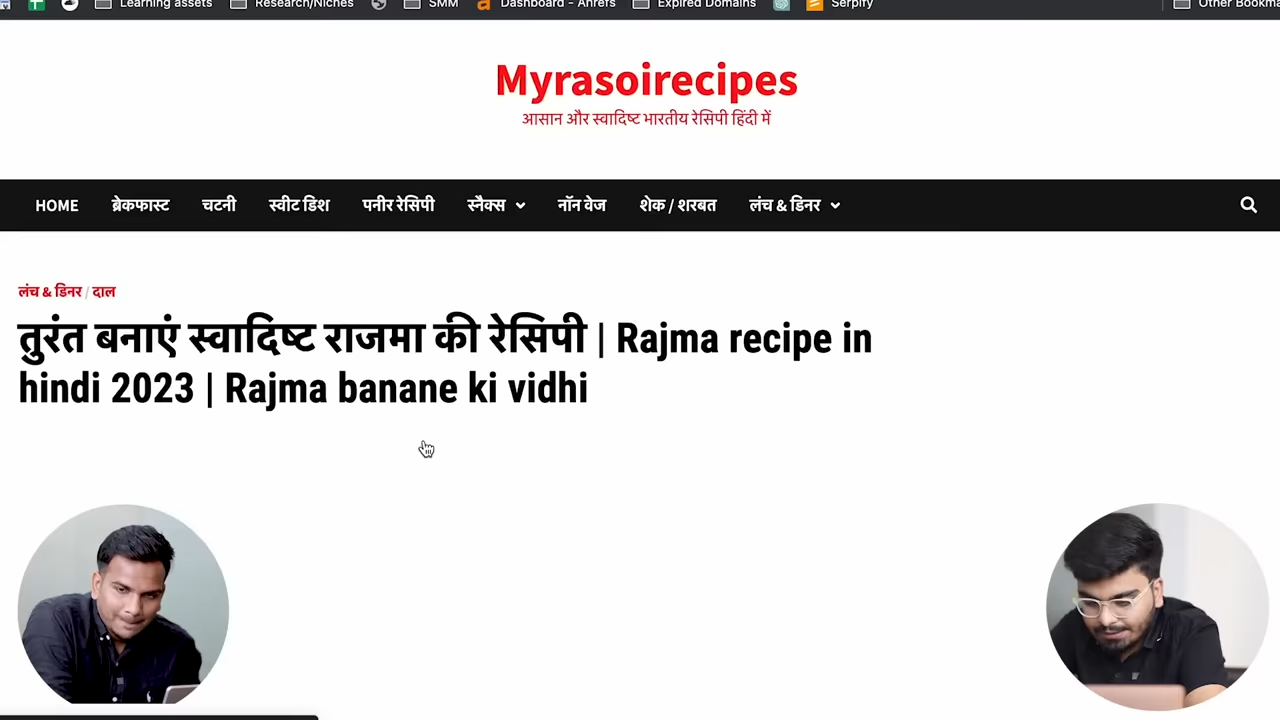 Learning assets Research/Niches SMM Dashboard - Ahrefs Expired Domains Serpify Other Bookma
Myrasoirecipes
आसान और स्वादिष्ट भारतीय रेसिपी हिंदी में
HOME ब्रेकफास्ट चटनी स्वीट डिश पनीर रेसिपी स्नैक्स नॉन वेज शेक / शरबत लंच & डिनर
लंच & डिनर / दाल
तुरंत बनाएं स्वादिष्ट राजमा की रेसिपी | Rajma recipe in
hindi 2023 | Rajma banane ki vidhi